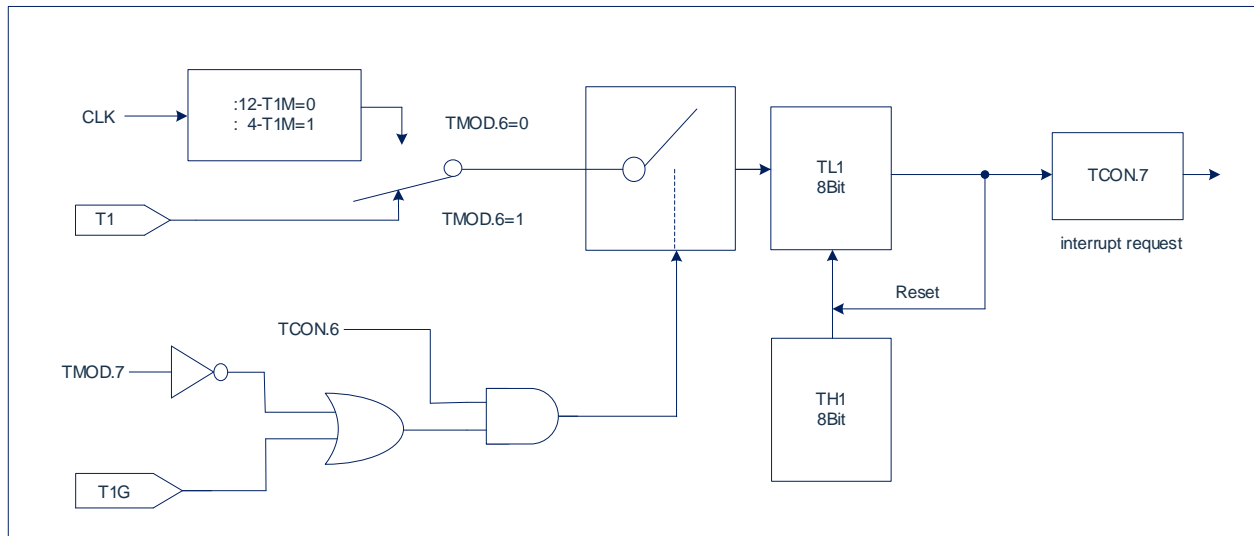 :12-T1M=0
: 4-T1M=1
CLK
TMOD.6=0
T1
TMOD.6=1
TL1
8Bit
TCON.7
interrupt request
Reset
TCON.6
TMOD.7
TH1
8Bit
T1G